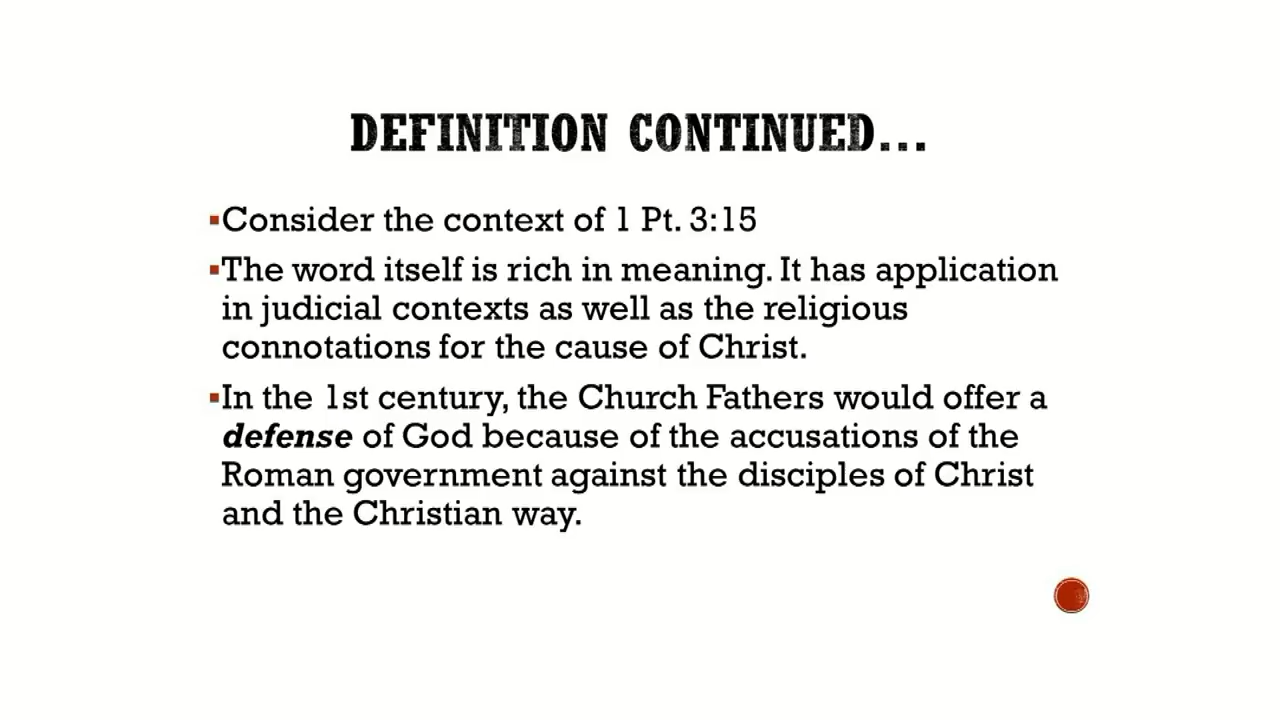 DEFINITION CONTINUED...
▪Consider the context of 1 Pt. 3:15
▪The word itself is rich in meaning. It has application
in judicial contexts as well as the religious
connotations for the cause of Christ.
▪In the 1st century, the Church Fathers would offer a
defense of God because of the accusations of the
Roman government against the disciples of Christ
and the Christian way.